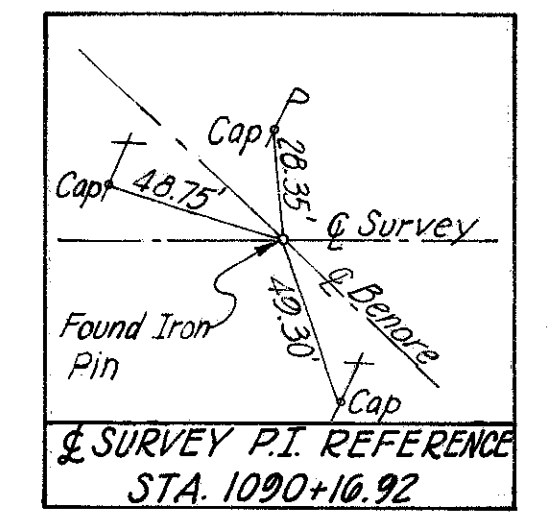 Cap
28.35'
Cap
48.75'
℄ Survey
℄ Benore
Found Iron
Pin
49.30'
Cap
℄ SURVEY P.I. REFERENCE
STA. 1090+16.92